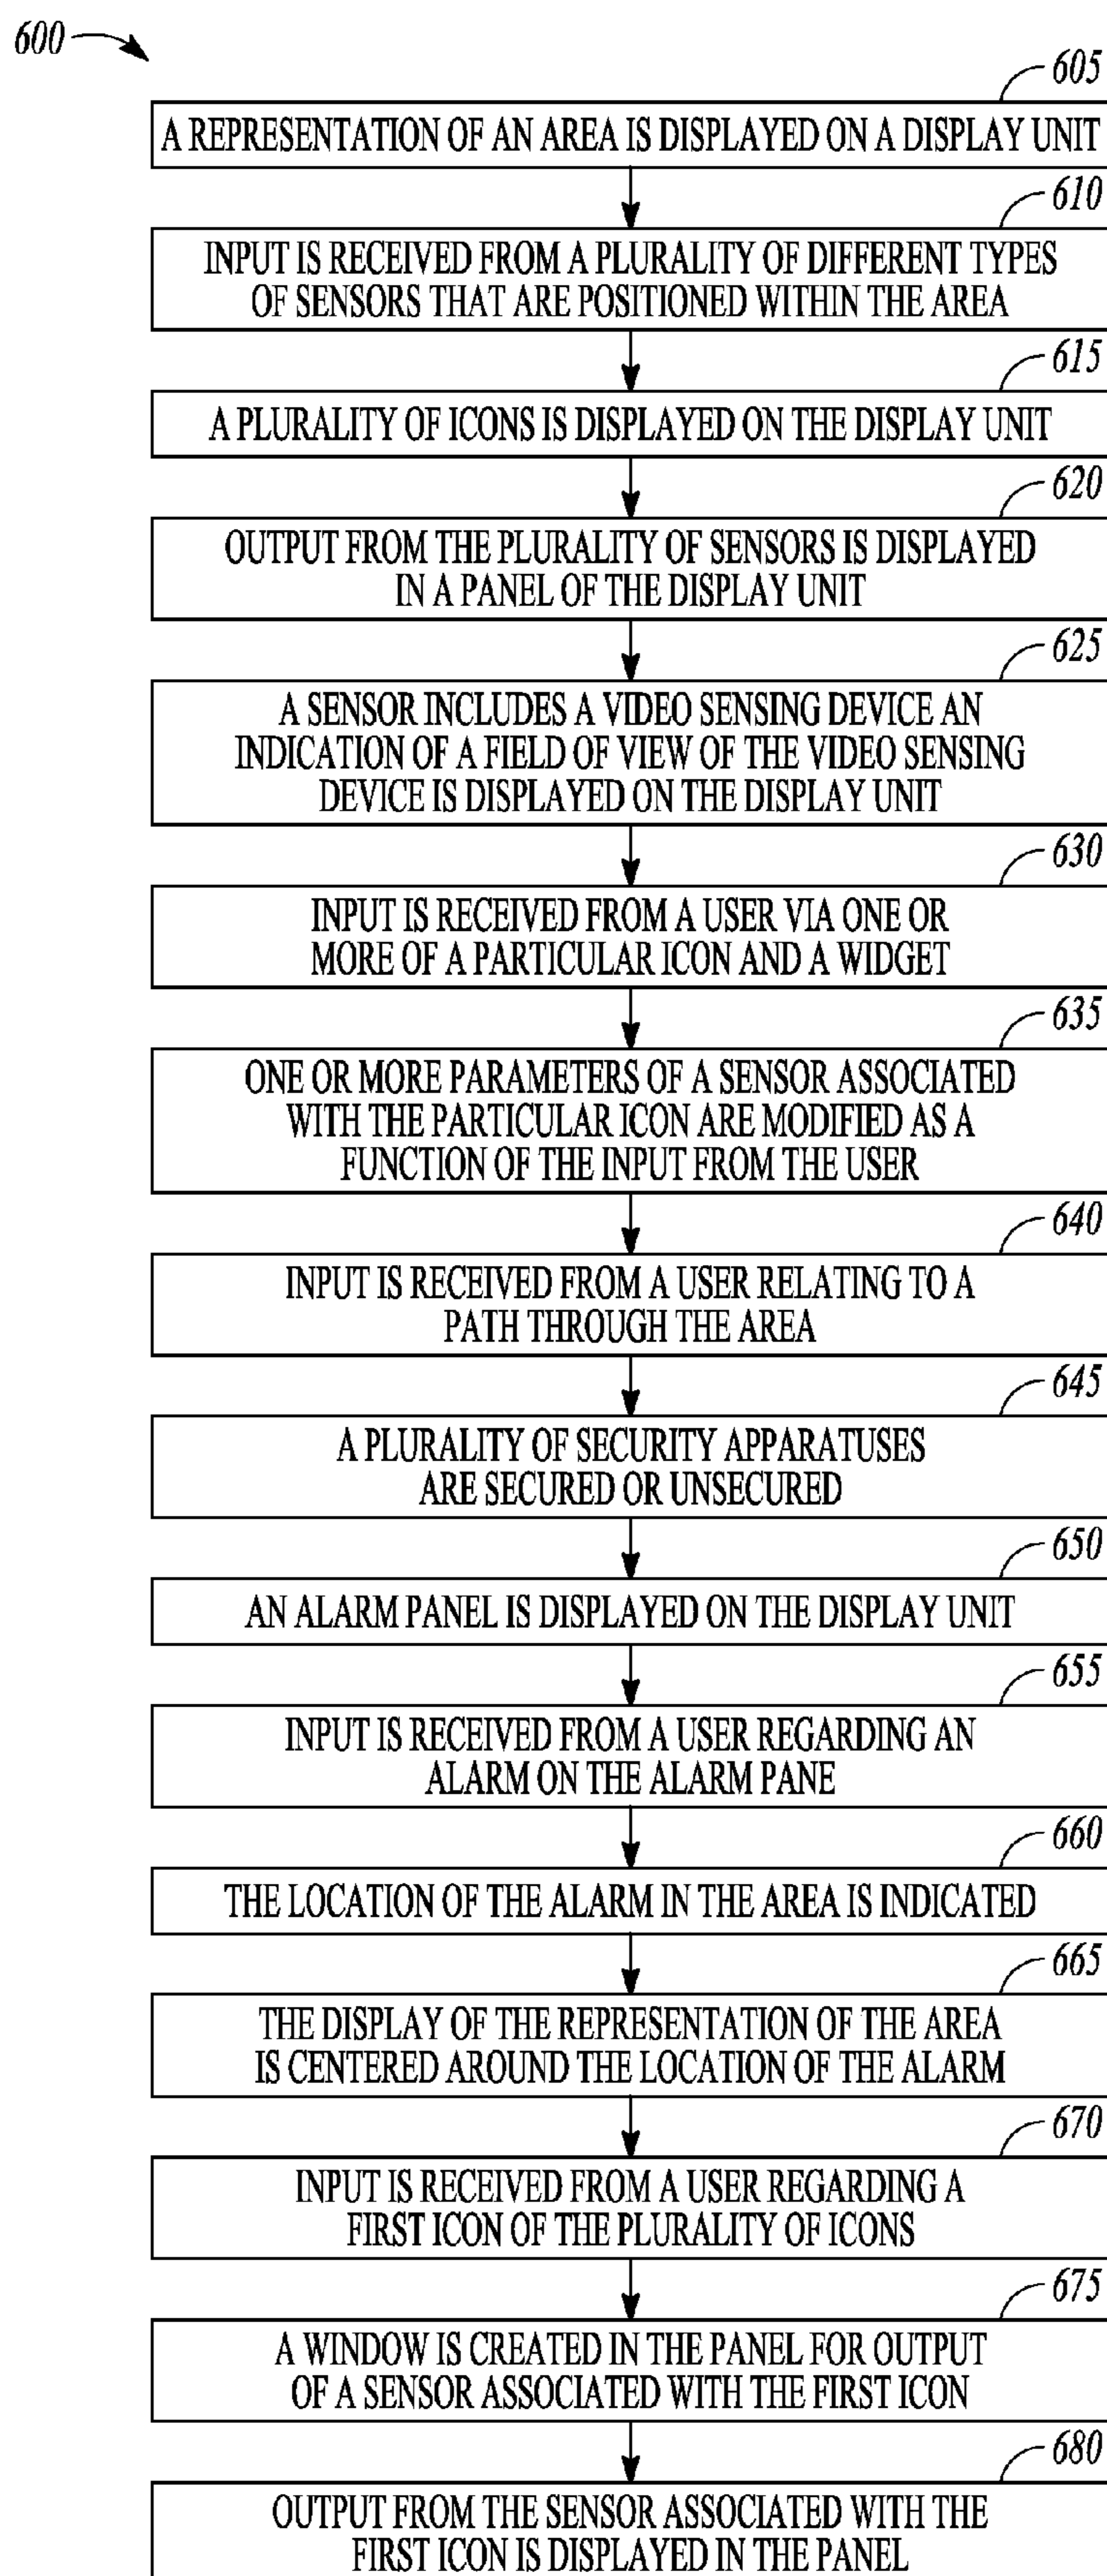 600
605
A REPRESENTATION OF AN AREA IS DISPLAYED ON A DISPLAY UNIT
610
INPUT IS RECEIVED FROM A PLURALITY OF DIFFERENT TYPES
OF SENSORS THAT ARE POSITIONED WITHIN THE AREA
615
A PLURALITY OF ICONS IS DISPLAYED ON THE DISPLAY UNIT
620
OUTPUT FROM THE PLURALITY OF SENSORS IS DISPLAYED
IN A PANEL OF THE DISPLAY UNIT
625
A SENSOR INCLUDES A VIDEO SENSING DEVICE AN
INDICATION OF A FIELD OF VIEW OF THE VIDEO SENSING
DEVICE IS DISPLAYED ON THE DISPLAY UNIT
630
INPUT IS RECEIVED FROM A USER VIA ONE OR
MORE OF A PARTICULAR ICON AND A WIDGET
635
ONE OR MORE PARAMETERS OF A SENSOR ASSOCIATED
WITH THE PARTICULAR ICON ARE MODIFIED AS A
FUNCTION OF THE INPUT FROM THE USER
640
INPUT IS RECEIVED FROM A USER RELATING TO A
PATH THROUGH THE AREA
645
A PLURALITY OF SECURITY APPARATUSES
ARE SECURED OR UNSECURED
650
AN ALARM PANEL IS DISPLAYED ON THE DISPLAY UNIT
655
INPUT IS RECEIVED FROM A USER REGARDING AN
ALARM ON THE ALARM PANE
660
THE LOCATION OF THE ALARM IN THE AREA IS INDICATED
665
THE DISPLAY OF THE REPRESENTATION OF THE AREA
IS CENTERED AROUND THE LOCATION OF THE ALARM
670
INPUT IS RECEIVED FROM A USER REGARDING A
FIRST ICON OF THE PLURALITY OF ICONS
675
A WINDOW IS CREATED IN THE PANEL FOR OUTPUT
OF A SENSOR ASSOCIATED WITH THE FIRST ICON
680
OUTPUT FROM THE SENSOR ASSOCIATED WITH THE
FIRST ICON IS DISPLAYED IN THE PANEL